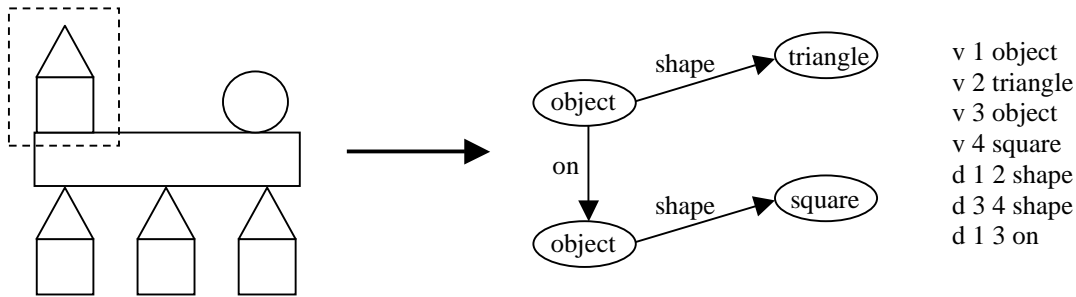 shape
triangle
object
on
shape
square
object
v 1 object
v 2 triangle
v 3 object
v 4 square
d 1 2 shape
d 3 4 shape
d 1 3 on